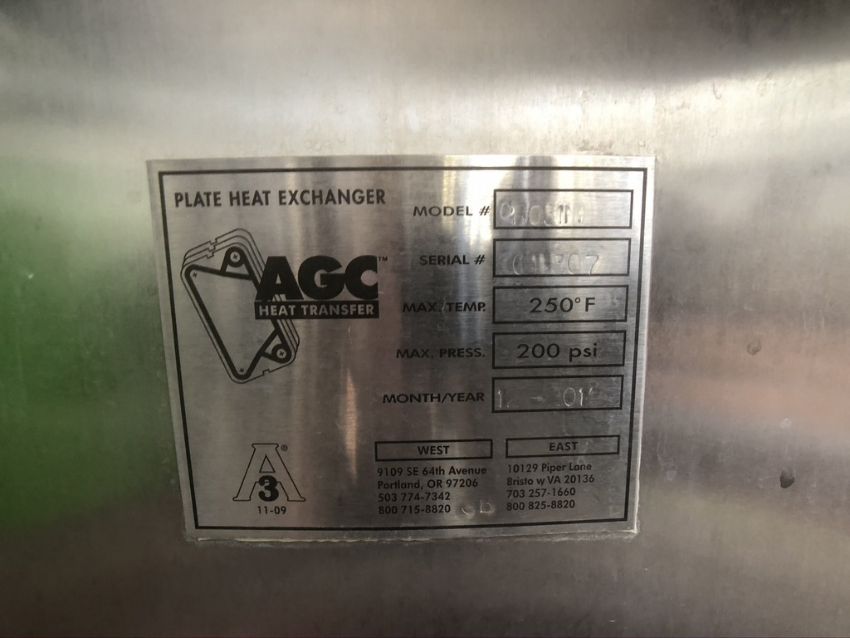 PLATE HEAT EXCHANGER
MODEL #
SERIAL #
AGC™
HEAT TRANSFER
MAX. TEMP. 250°F
MAX. PRESS. 200 psi
MONTH/YEAR
A®
3
11-09
WEST
9109 SE 64th Avenue
Portland, OR 97206
503 774-7342
800 715-8820
EAST
10129 Piper Lane
Bristo w VA 20136
703 257-1660
800 825-8820